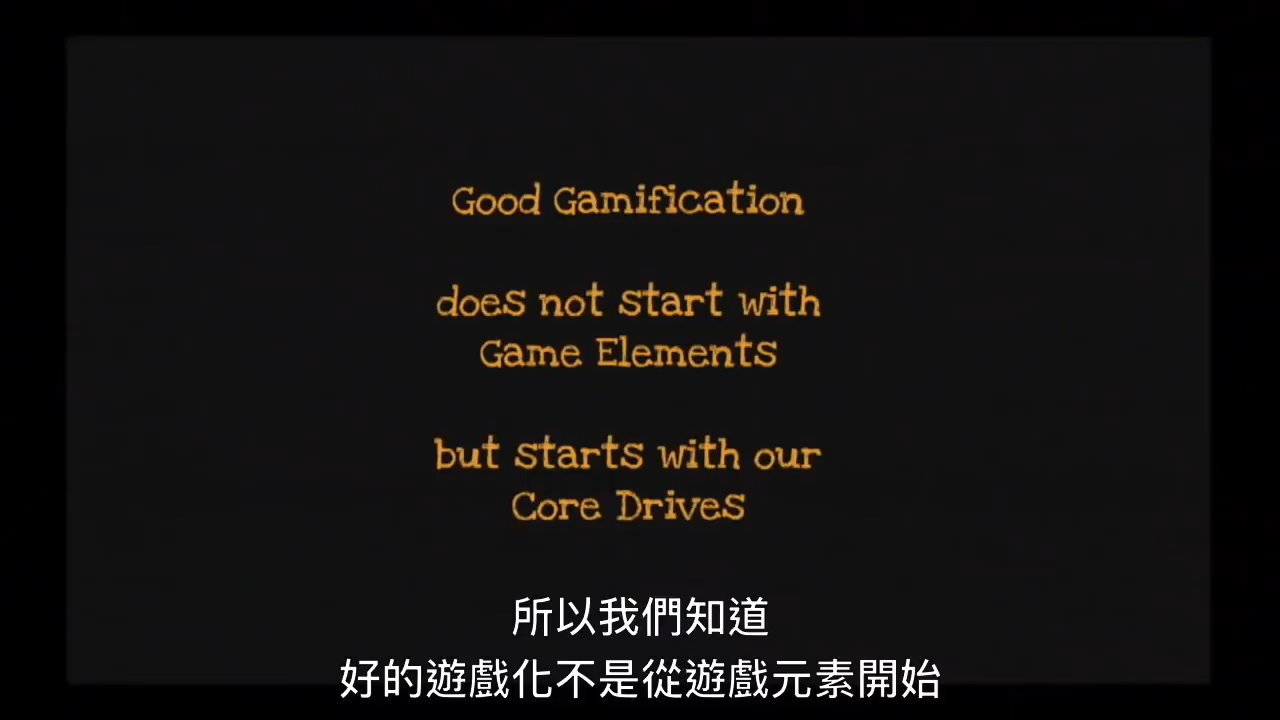 Good Gamification
does not start with
Game Elements
but starts with our
Core Drives
所以我們知道
好的遊戲化不是從遊戲元素開始